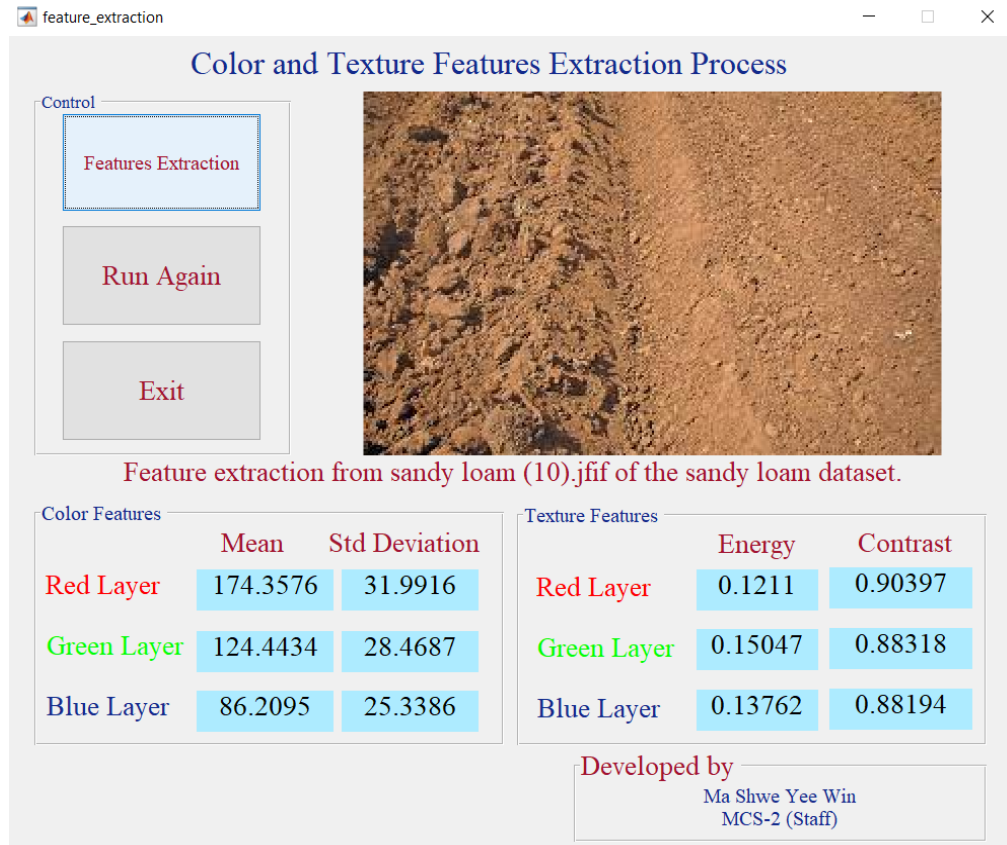 feature_extraction
Color and Texture Features Extraction Process
Control
Features Extraction
Run Again
Exit
Feature extraction from sandy loam (10).jfif of the sandy loam dataset.
Color Features
Mean Std Deviation
Red Layer 174.3576 31.9916
Green Layer 124.4434 28.4687
Blue Layer 86.2095 25.3386
Texture Features
Energy Contrast
Red Layer 0.1211 0.90397
Green Layer 0.15047 0.88318
Blue Layer 0.13762 0.88194
Developed by
Ma Shwe Yee Win
MCS-2 (Staff)